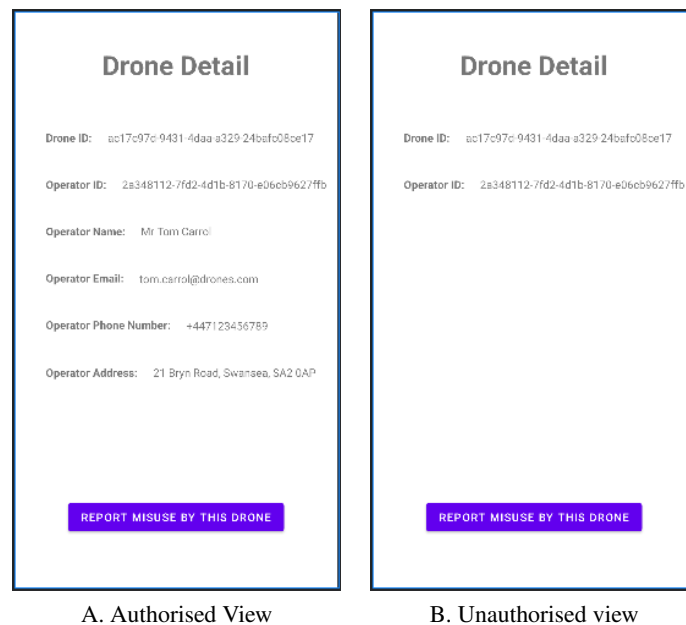 Drone Detail
Drone ID: ac17c97d-9431-4daa-a329-24bafc08ce17
Operator ID: 2a348112-7fd2-4d1b-8170-e06cb9627ffb
Operator Name: Mr Tom Carrol
Operator Email: tom.carrol@drones.com
Operator Phone Number: +447123456789
Operator Address: 21 Bryn Road, Swansea, SA2 0AP
REPORT MISUSE BY THIS DRONE
A. Authorised View
Drone Detail
Drone ID: ac17c97d-9431-4daa-a329-24bafc08ce17
Operator ID: 2a348112-7fd2-4d1b-8170-e06cb9627ffb
REPORT MISUSE BY THIS DRONE
B. Unauthorised view